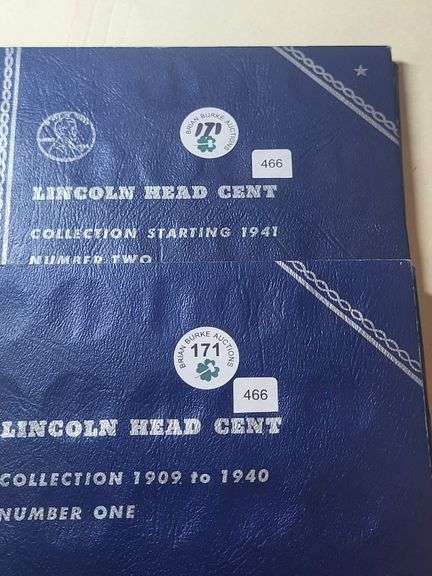 BRIAN BURKE AUCTIONS
171
466
LINCOLN HEAD CENT
COLLECTION STARTING 1941
NUMBER TWO
BRIAN BURKE AUCTIONS
171
466
LINCOLN HEAD CENT
COLLECTION 1909 to 1940
NUMBER ONE